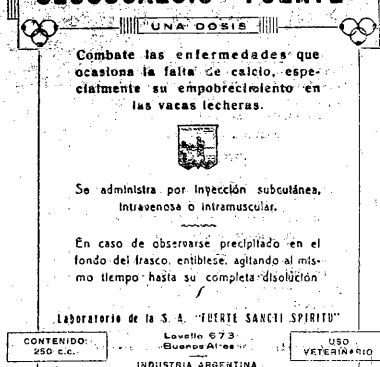 UNA DOSIS
Combate las enfermedades que
ocasiona la falta de calcio, espe-
cialmente su empobrecimiento en
las vacas lecheras.
Se administra por inyección subcutánea,
intravenosa o intramuscular.
En caso de observarse precipitado en el
fondo del frasco, entíbiese, agitando al mis-
mo tiempo hasta su completa disolución
Laboratorio de la S. A. "FUERTE SANCTI SPIRITU"
Lavalle 673
Buenos Aires
CONTENIDO:
250 c.c.
USO
VETERINARIO
INDUSTRIA ARGENTINA